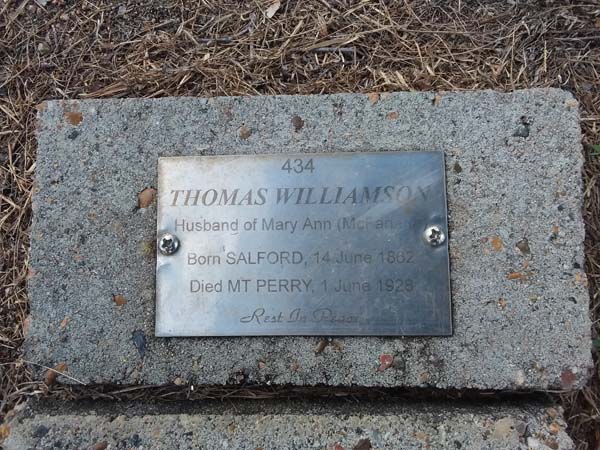 434
THOMAS WILLIAMSON
Husband of Mary Ann
Born SALFORD, 14 June 1862
Died MT PERRY, 1 June 1928
Rest In Peace